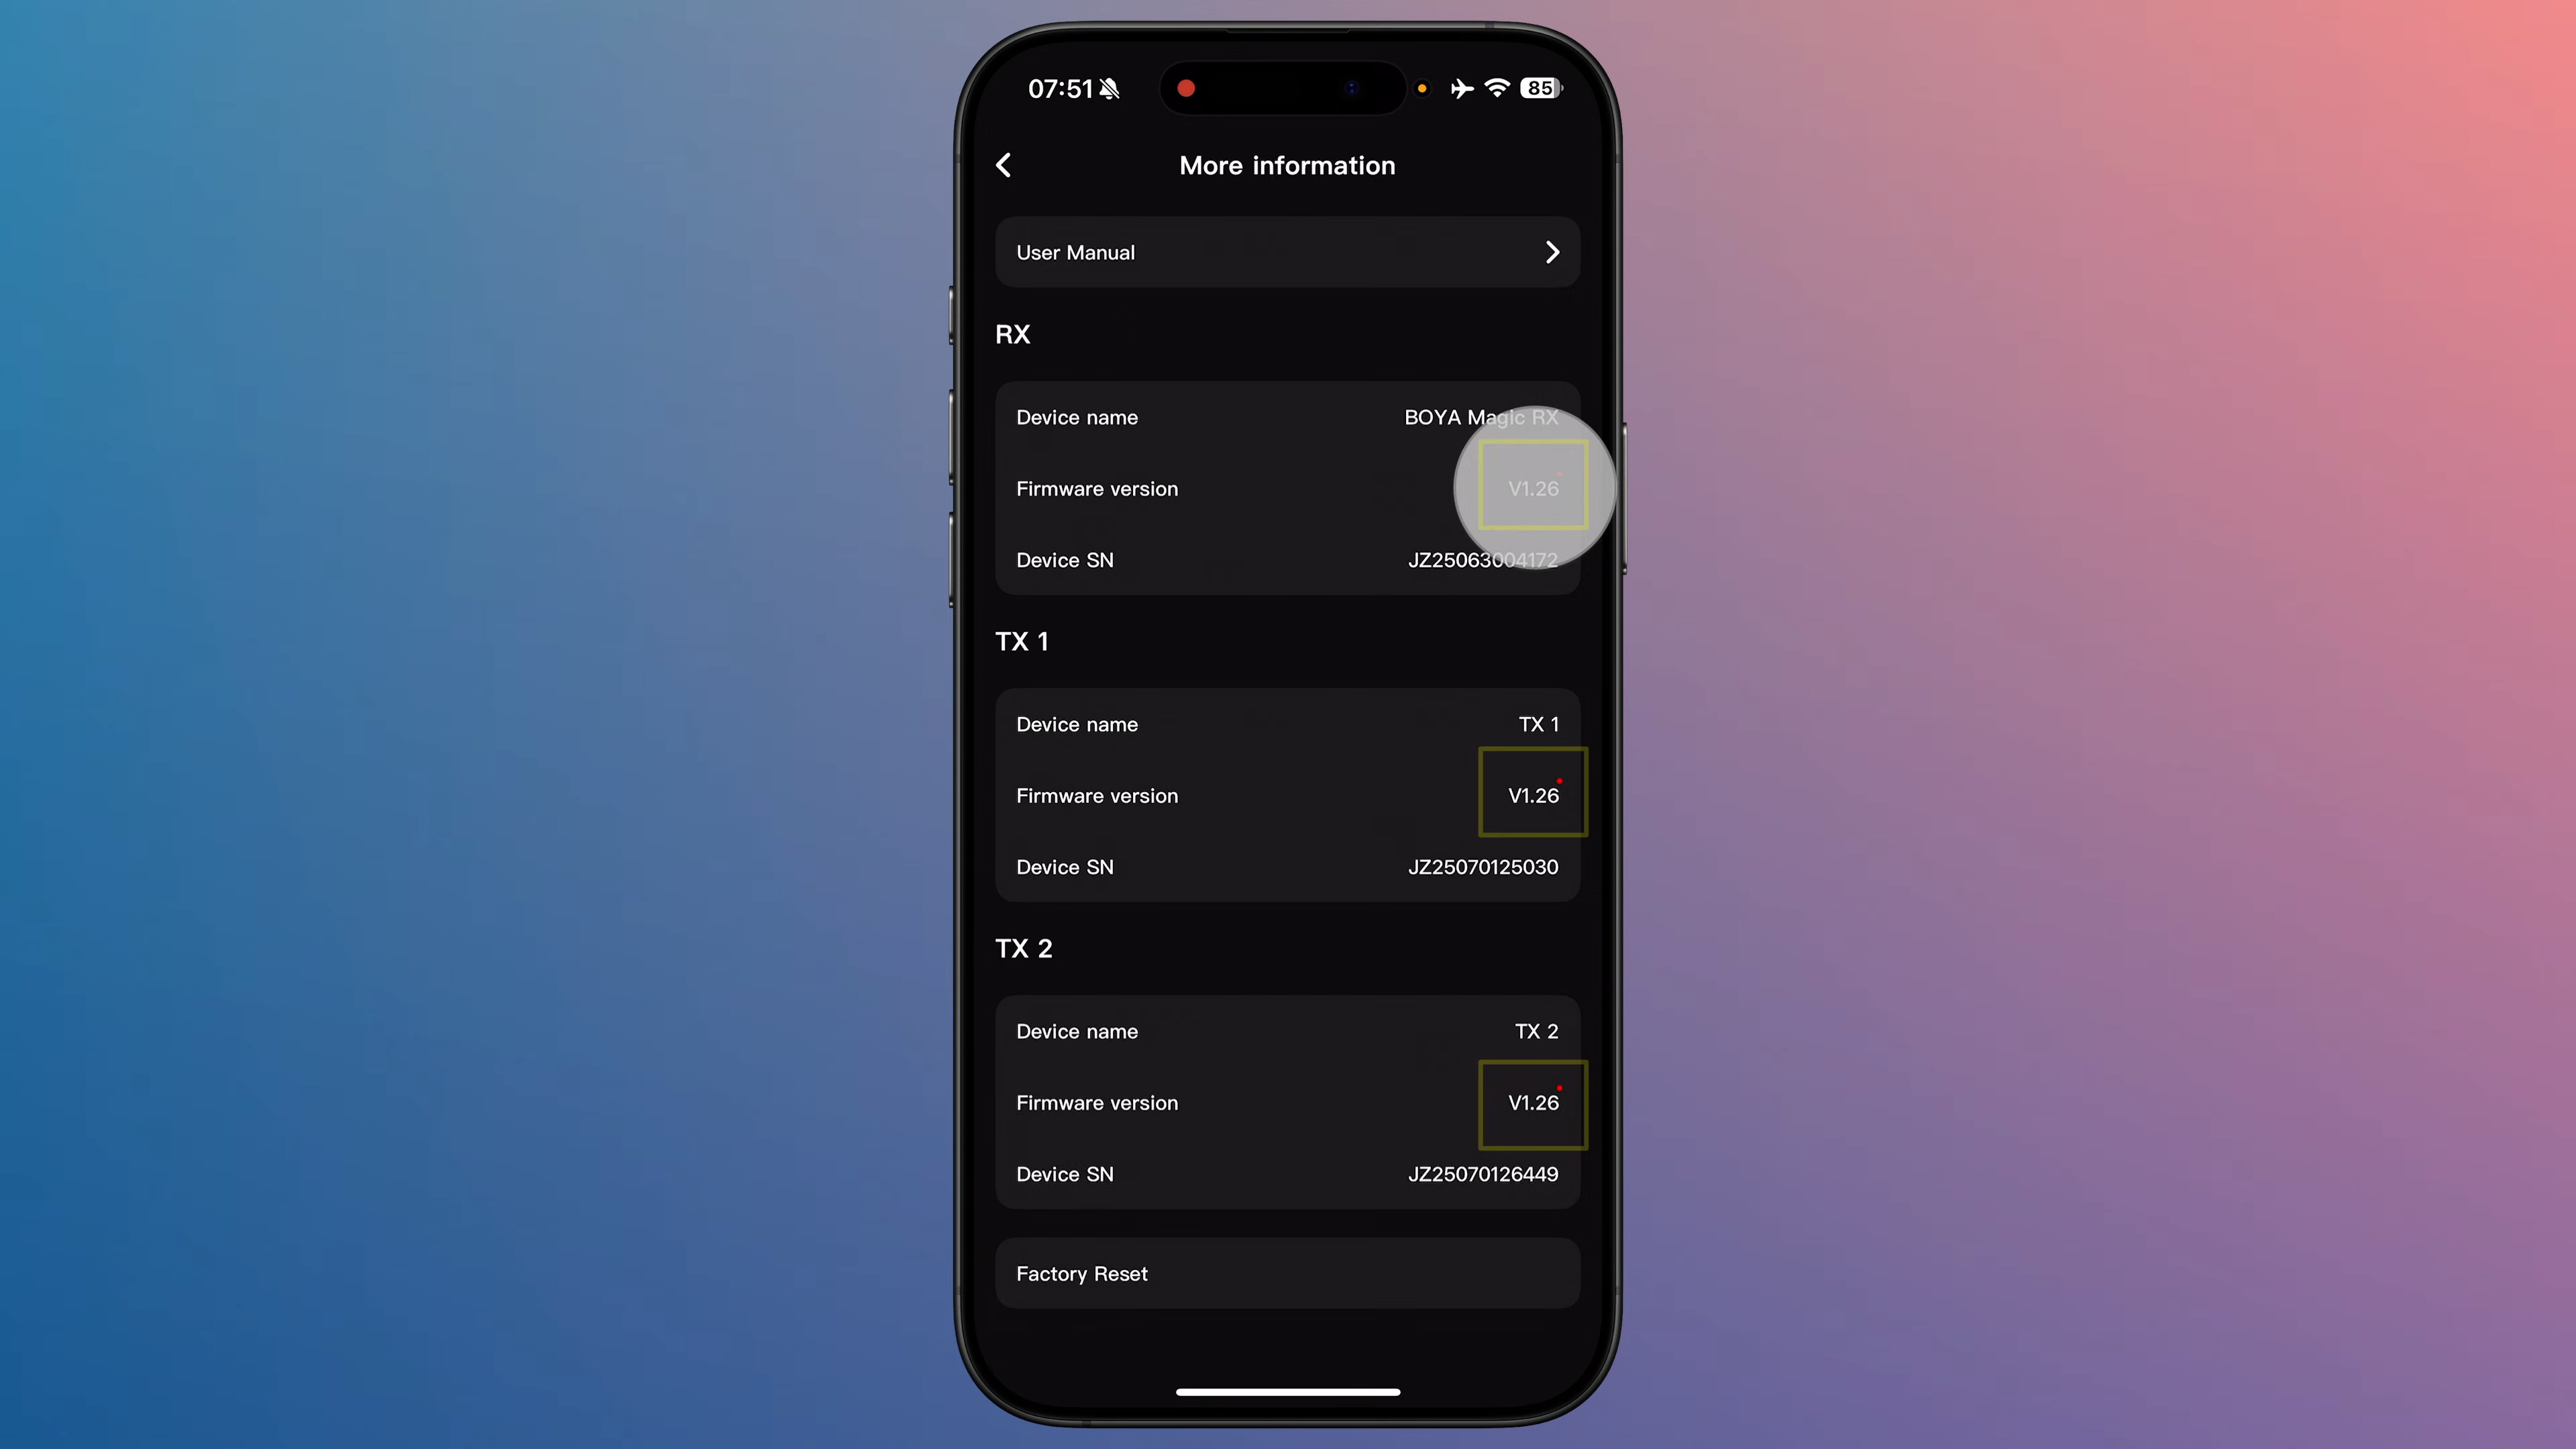 07:51
85
More information
User Manual
RX
Device name BOYA Magic RX
Firmware version V1.26
Device SN JZ25063004172
TX 1
Device name TX 1
Firmware version V1.26
Device SN JZ25070125030
TX 2
Device name TX 2
Firmware version V1.26
Device SN JZ25070126449
Factory Reset